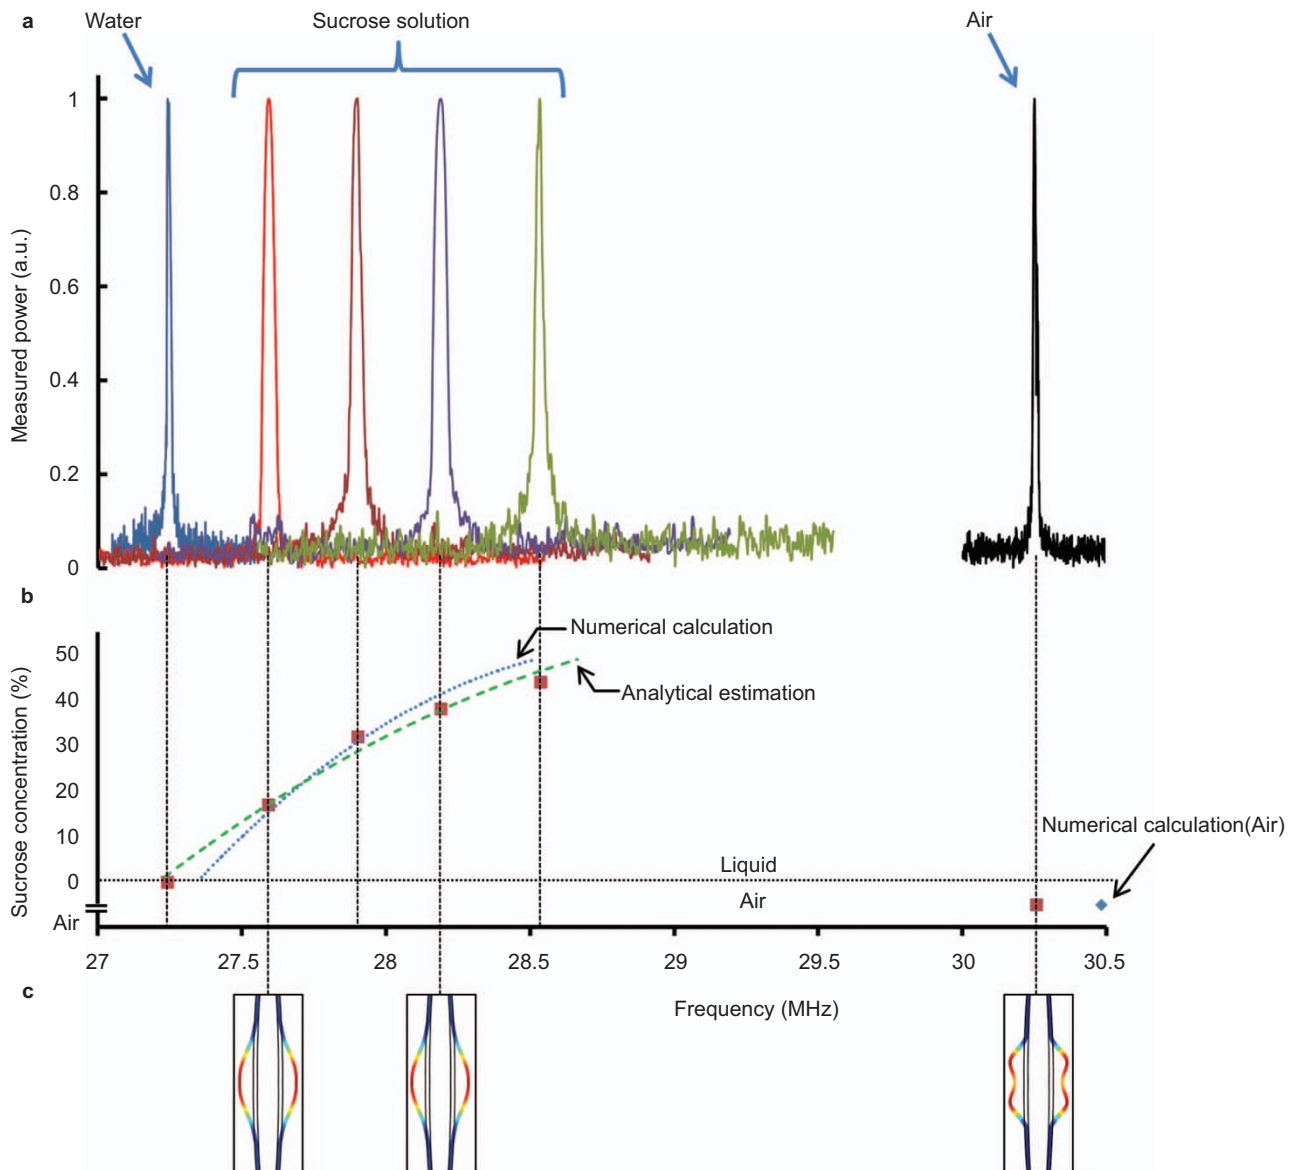 a
Water
Sucrose solution
Air
Measured power (a.u.)
1
0.8
0.6
0.4
0.2
0
b
Sucrose concentration (%)
50
40
30
20
10
0
Air
Numerical calculation
Analytical estimation
Numerical calculation(Air)
Liquid
Air
27
27.5
28
28.5
29
29.5
30
30.5
Frequency (MHz)
c